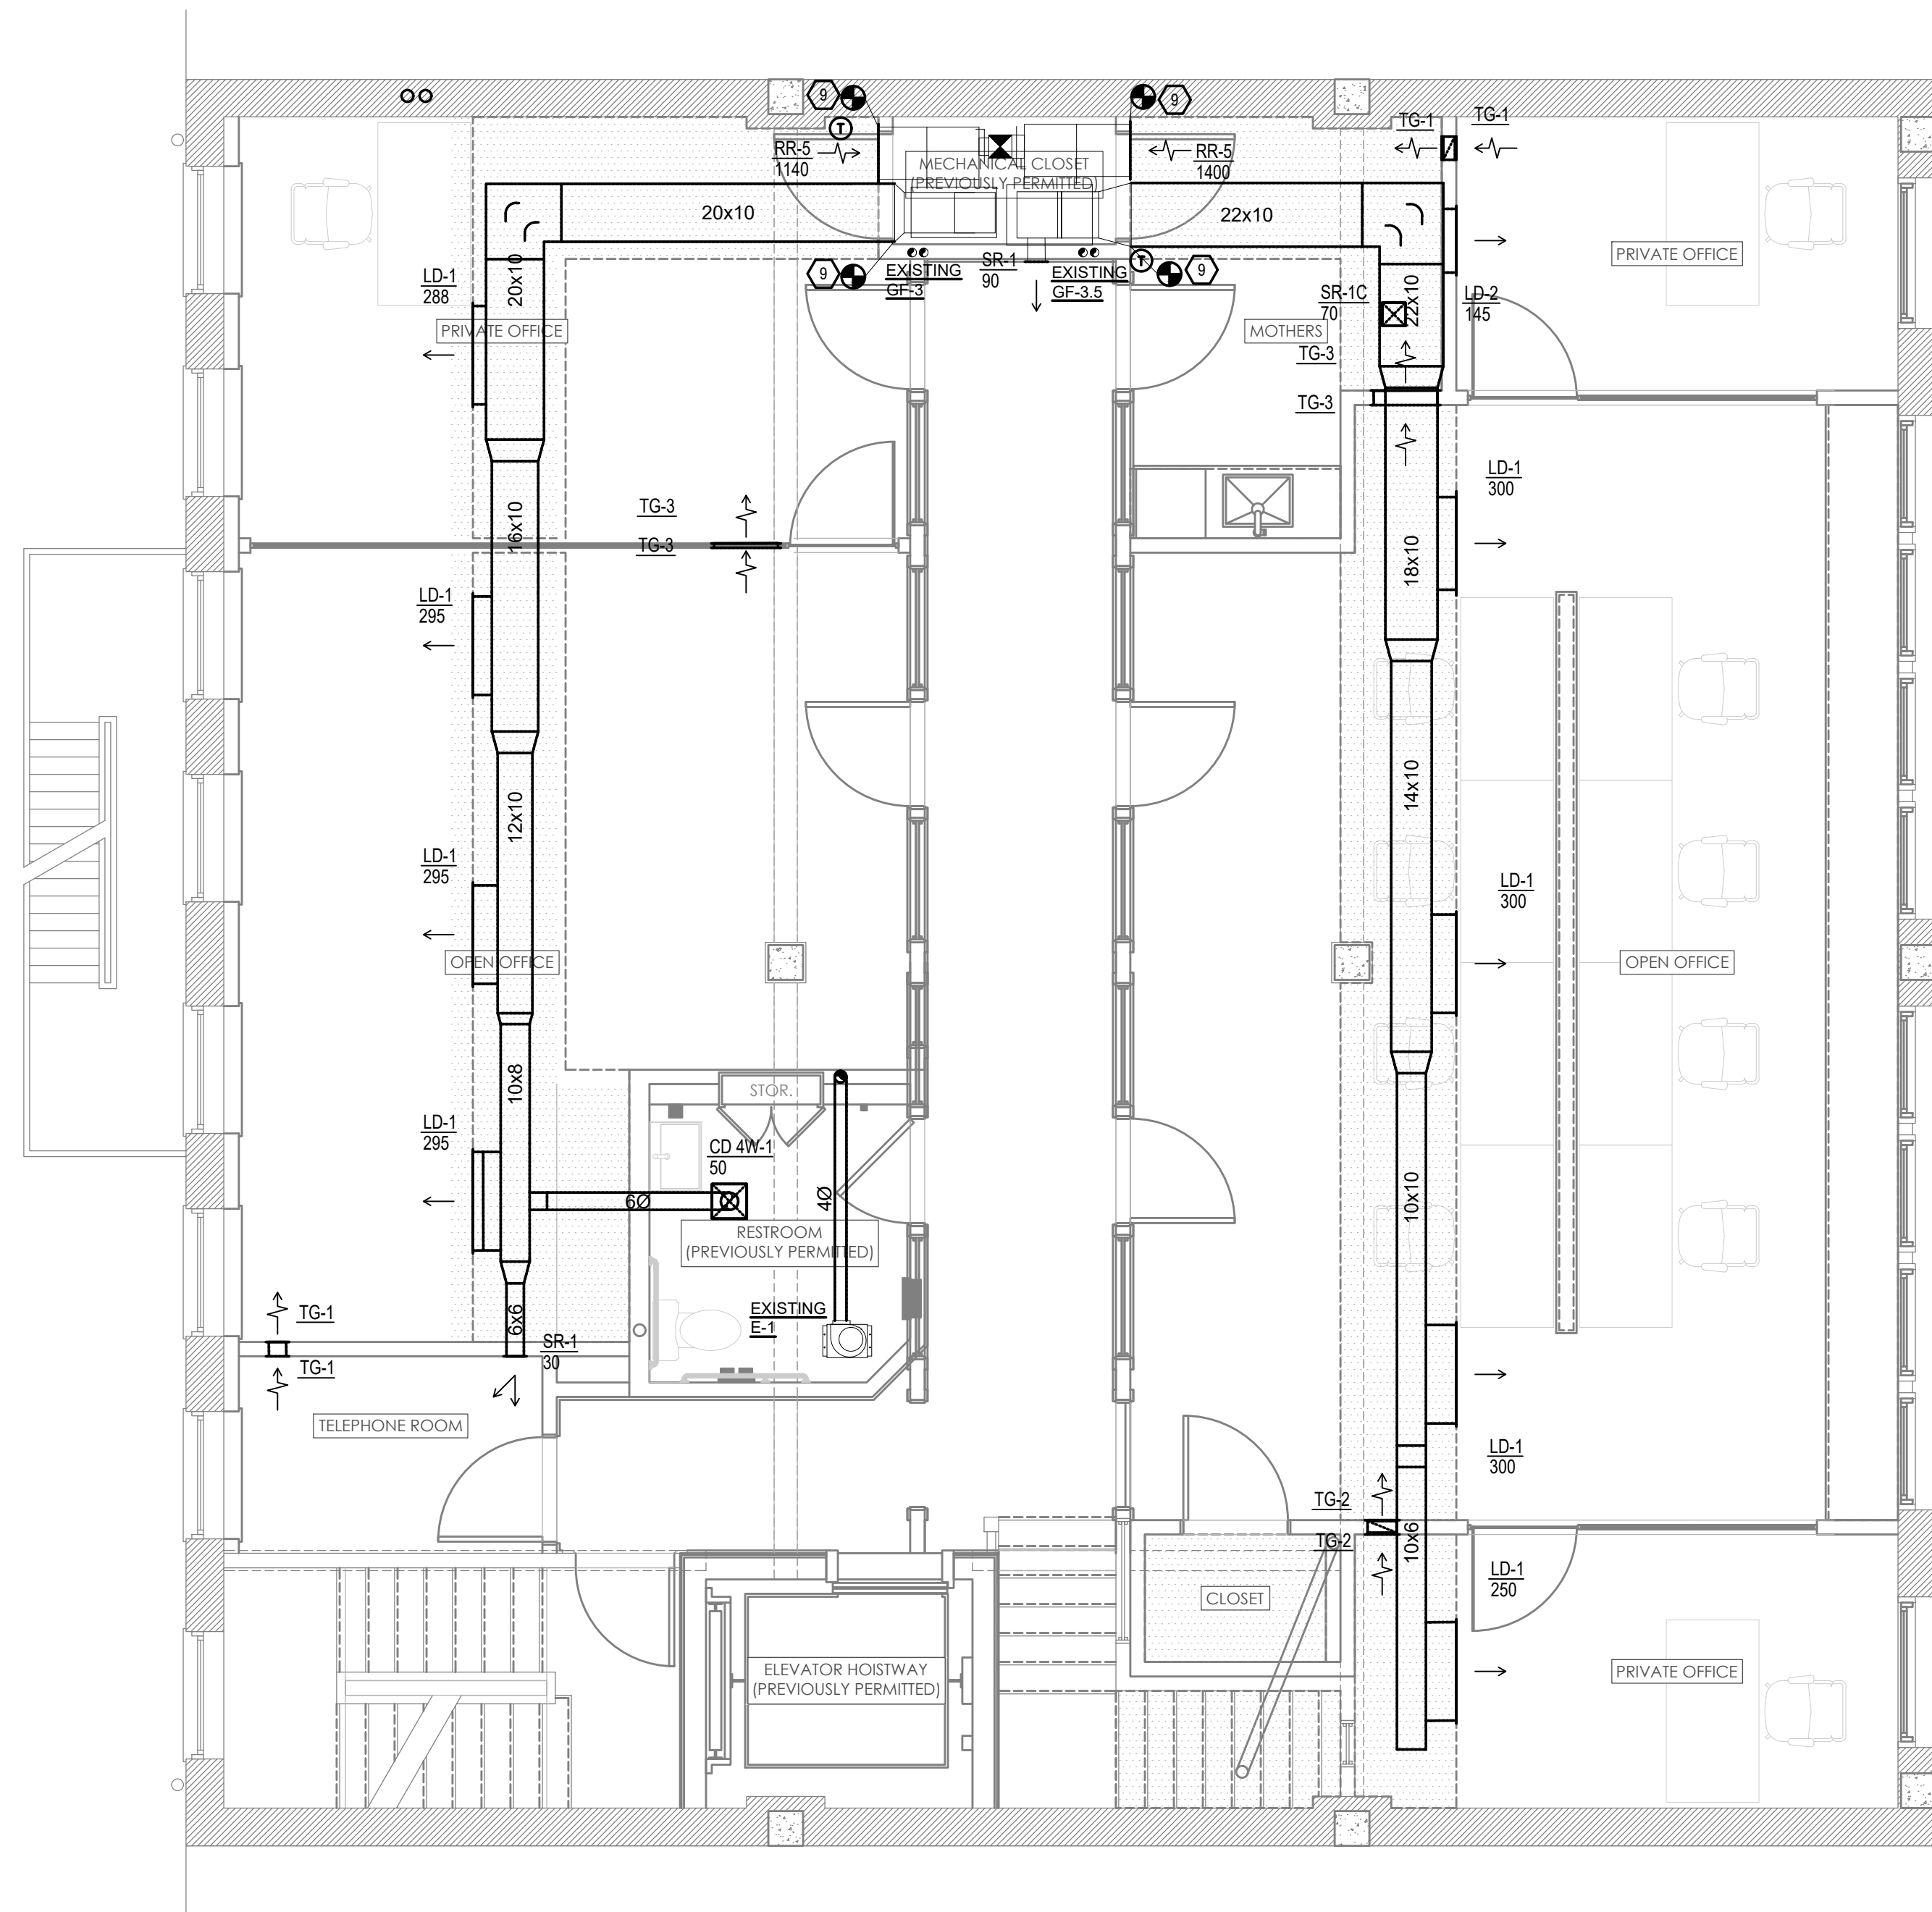 9
9
TG-1
TG-1
T
RR-5
1140
RR-5
1400
MECHANICAL CLOSET
(PREVIOUSLY PERMITTED)
20x10
22x10
PRIVATE OFFICE
LD-1
288
20x10
9
EXISTING
GF-3
SR-1
90
EXISTING
GF-3.5
T
9
SR-1C
70
22x10
LD-2
145
PRIVATE OFFICE
MOTHERS
TG-3
TG-3
LD-1
300
TG-3
TG-3
16x10
18x10
LD-1
295
12x10
14x10
LD-1
295
LD-1
300
OPEN OFFICE
OPEN OFFICE
10x8
STOR.
LD-1
295
CD 4W-1
50
6Ø
4Ø
10x10
RESTROOM
(PREVIOUSLY PERMITTED)
EXISTING
E-1
TG-1
6x6
SR-1
30
TG-1
TELEPHONE ROOM
LD-1
300
TG-2
TG-2
10x6
LD-1
250
CLOSET
ELEVATOR HOISTWAY
(PREVIOUSLY PERMITTED)
PRIVATE OFFICE